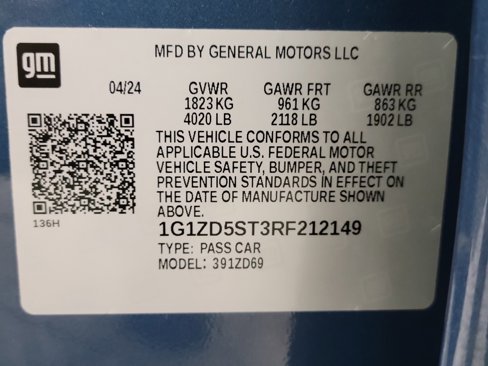 gm
MFD BY GENERAL MOTORS LLC
04/24 GVWR GAWR FRT GAWR RR
1823 KG 961 KG 863 KG
4020 LB 2118 LB 1902 LB
THIS VEHICLE CONFORMS TO ALL
APPLICABLE U.S. FEDERAL MOTOR
VEHICLE SAFETY, BUMPER, AND THEFT
PREVENTION STANDARDS IN EFFECT ON
THE DATE OF MANUFACTURE SHOWN
ABOVE.
136H
1G1ZD5ST3RF212149
TYPE: PASS CAR
MODEL: 391ZD69